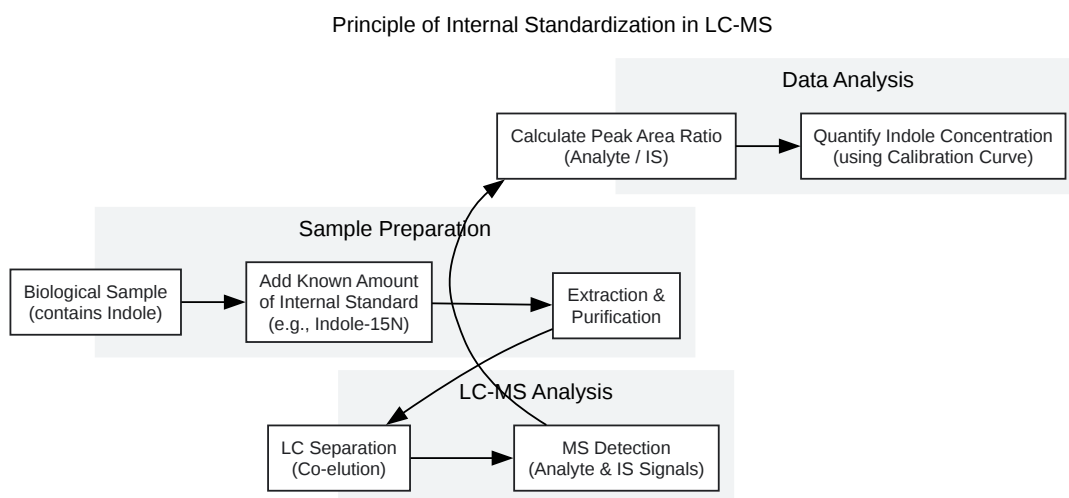 Principle of Internal Standardization in LC-MS
Data Analysis
Calculate Peak Area Ratio
(Analyte / IS)
Quantify Indole Concentration
(using Calibration Curve)
Sample Preparation
Biological Sample
(contains Indole)
Add Known Amount
of Internal Standard
(e.g., Indole-15N)
Extraction &
Purification
LC-MS Analysis
LC Separation
(Co-elution)
MS Detection
(Analyte & IS Signals)